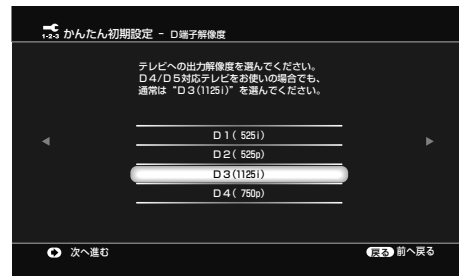 1-2-3 かんたん初期設定 - D端子解像度
テレビへの出力解像度を選んでください。
D4/D5対応テレビをお使いの場合でも、
通常は“D3(1125i)”を選んでください。
D1( 525i)
D2( 525p)
D3(1125i)
D4( 750p)
次へ進む 戻る 前へ戻る